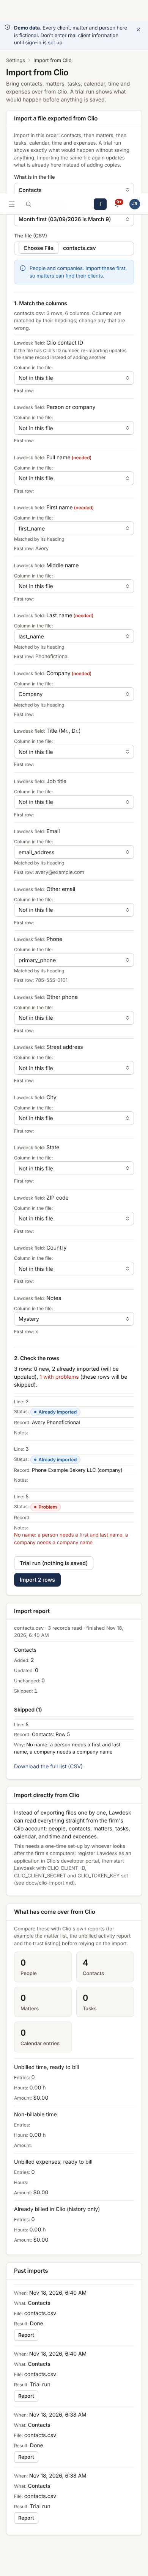 Demo data. Every client, matter and person here
is fictional. Don't enter real client information
until sign-in is set up.
Settings / Import from Clio
Import from Clio
Bring contacts, matters, tasks, calendar, time and
expenses over from Clio. A trial run shows exactly
what would happen before anything is saved.
Import a file exported from Clio
Import in this order: contacts, then matters, then
tasks, calendar, time and expenses. A trial run
shows exactly what would happen without saving
anything. Importing the same file again updates
what is already here instead of adding copies.
What is in the file
Contacts
9+
JR
Month first (03/09/2026 is March 9)
The file (CSV)
Choose File contacts.csv
People and companies. Import these first,
so matters can find their clients.
1. Match the columns
contacts.csv: 3 rows, 6 columns. Columns are
matched by their headings; change any that are
wrong.
Lawdesk field: Clio contact ID
If the file has Clio's ID number, re-importing updates
the same record instead of adding another
Column in the file:
Not in this file
First row:
Lawdesk field: Person or company
Column in the file:
Not in this file
First row:
Lawdesk field: Full name (needed)
Column in the file:
Not in this file
First row:
Lawdesk field: First name (needed)
Column in the file:
first_name
Matched by its heading
First row: Avery
Lawdesk field: Middle name
Column in the file:
Not in this file
First row:
Lawdesk field: Last name (needed)
Column in the file:
last_name
Matched by its heading
First row: Phonefictional
Lawdesk field: Company (needed)
Column in the file:
Company
Matched by its heading
First row:
Lawdesk field: Title (Mr., Dr.)
Column in the file:
Not in this file
First row:
Lawdesk field: Job title
Column in the file:
Not in this file
First row:
Lawdesk field: Email
Column in the file:
email_address
Matched by its heading
First row: avery@example.com
Lawdesk field: Other email
Column in the file:
Not in this file
First row:
Lawdesk field: Phone
Column in the file:
primary_phone
Matched by its heading
First row: 785-555-0101
Lawdesk field: Other phone
Column in the file:
Not in this file
First row:
Lawdesk field: Street address
Column in the file:
Not in this file
First row:
Lawdesk field: City
Column in the file:
Not in this file
First row:
Lawdesk field: State
Column in the file:
Not in this file
First row:
Lawdesk field: ZIP code
Column in the file:
Not in this file
First row:
Lawdesk field: Country
Column in the file:
Not in this file
First row:
Lawdesk field: Notes
Column in the file:
Mystery
First row: x
2. Check the rows
3 rows: 0 new, 2 already imported (will be
updated), 1 with problems (these rows will be
skipped).
Line: 2
Status: Already imported
Record: Avery Phonefictional
Notes:
Line: 3
Status: Already imported
Record: Phone Example Bakery LLC (company)
Notes:
Line: 5
Status: Problem
Record:
Notes:
No name: a person needs a first and last name, a
company needs a company name
Trial run (nothing is saved)
Import 2 rows
Import report
contacts.csv · 3 records read · finished Nov 18,
2026, 6:40 AM
Contacts
Added: 2
Updated: 0
Unchanged: 0
Skipped: 1
Skipped (1)
Line: 5
Record: Contacts: Row 5
Why: No name: a person needs a first and last
name, a company needs a company name
Download the full list (CSV)
Import directly from Clio
Instead of exporting files one by one, Lawdesk
can read everything straight from the firm's
Clio account: people, contacts, matters, tasks,
calendar, time and expenses.
This needs a one-time set-up by whoever looks
after the firm's computers: register Lawdesk as an
application in Clio's developer portal, then start
Lawdesk with CLIO_CLIENT_ID,
CLIO_CLIENT_SECRET and CLIO_TOKEN_KEY set
(see docs/clio-import.md).
What has come over from Clio
Compare these with Clio's own reports (for
example the matter list, the unbilled activity report
and the trust listing) before relying on the import.
0
People
4
Contacts
0
Matters
0
Tasks
0
Calendar entries
Unbilled time, ready to bill
Entries: 0
Hours: 0.00 h
Amount: $0.00
Non-billable time
Entries:
Hours: 0.00 h
Amount:
Unbilled expenses, ready to bill
Entries: 0
Hours:
Amount: $0.00
Already billed in Clio (history only)
Entries: 0
Hours: 0.00 h
Amount: $0.00
Past imports
When: Nov 18, 2026, 6:40 AM
What: Contacts
File: contacts.csv
Result: Done
Report
When: Nov 18, 2026, 6:40 AM
What: Contacts
File: contacts.csv
Result: Trial run
Report
When: Nov 18, 2026, 6:38 AM
What: Contacts
File: contacts.csv
Result: Done
Report
When: Nov 18, 2026, 6:38 AM
What: Contacts
File: contacts.csv
Result: Trial run
Report